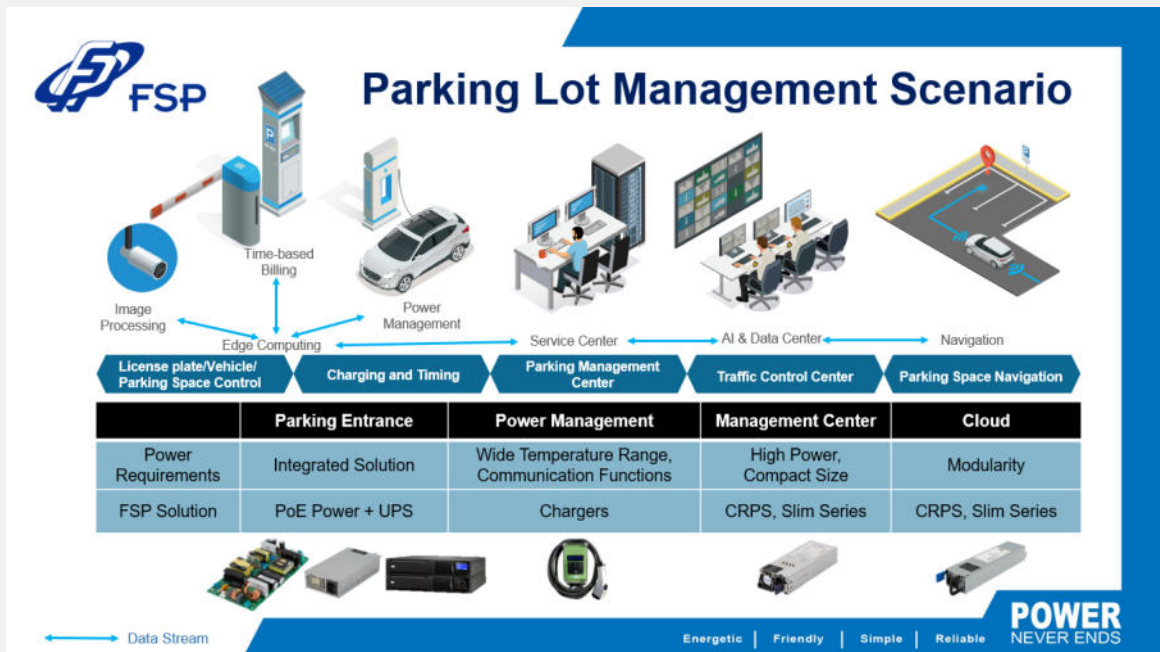 FSP
Parking Lot Management Scenario
Time-based
Billing
Image
Processing
Power
Management
Edge Computing
Service Center
AI & Data Center
Navigation
License plate/Vehicle/
Parking Space Control
Charging and Timing
Parking Management
Center
Traffic Control Center
Parking Space Navigation
Parking Entrance
Power Management
Management Center
Cloud
Power
Requirements
Integrated Solution
Wide Temperature Range,
Communication Functions
High Power,
Compact Size
Modularity
FSP Solution
PoE Power + UPS
Chargers
CRPS, Slim Series
CRPS, Slim Series
Data Stream
Energetic | Friendly | Simple | Reliable
POWER
NEVER ENDS